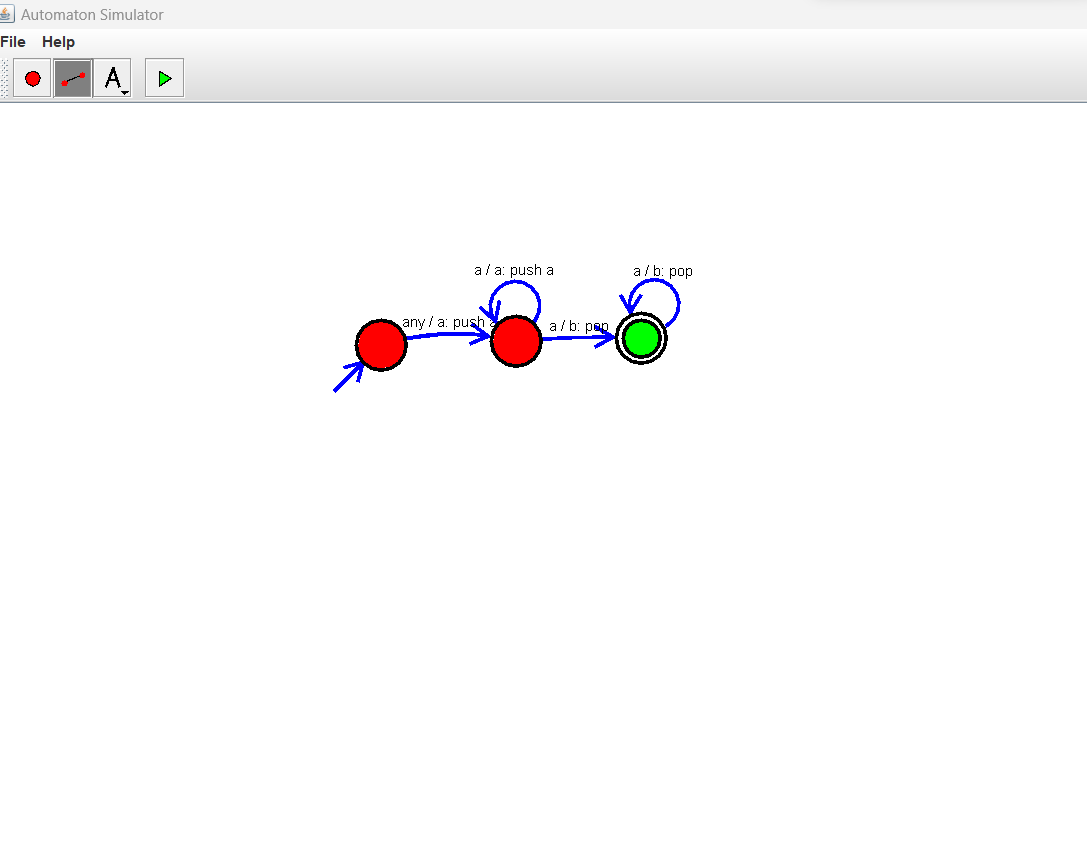 Automaton Simulator
File Help
A
a / a: push a
a / b: pop
any / a: push a
a / b: pop